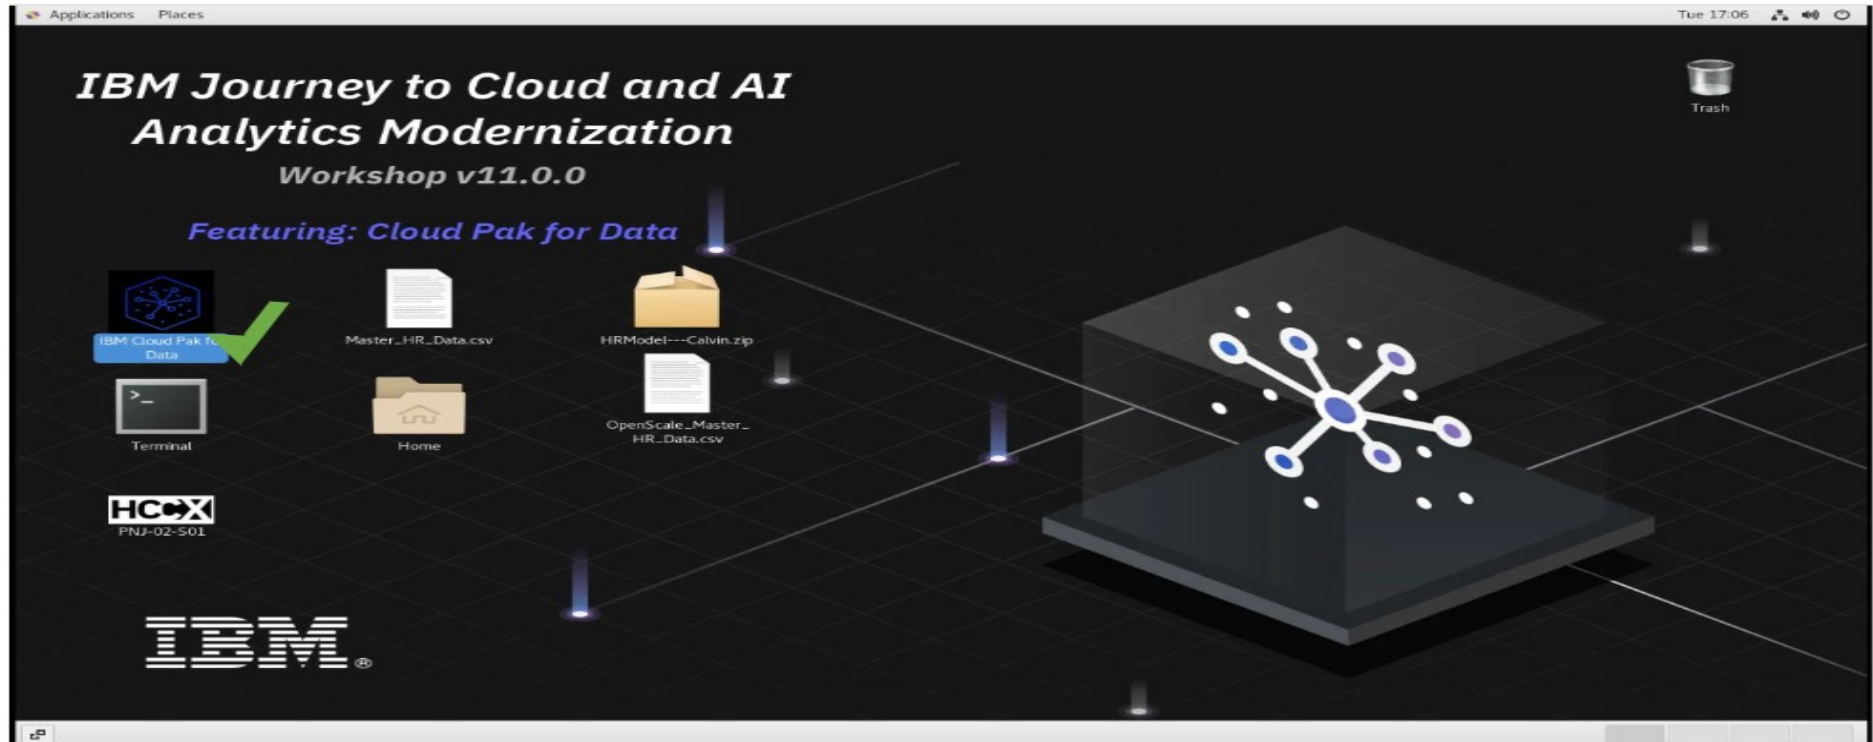 Applications Places
Tue 17:06
IBM Journey to Cloud and AI
Analytics Modernization
Workshop v11.0.0
Featuring: Cloud Pak for Data
Trash
IBM Cloud Pak
Data
Master_HR_Data.csv
HRModel---Calvin.zip
>_
Terminal
Home
OpenScale_Master_
HR_Data.csv
HCCX
PNJ-02-S01
IBM®